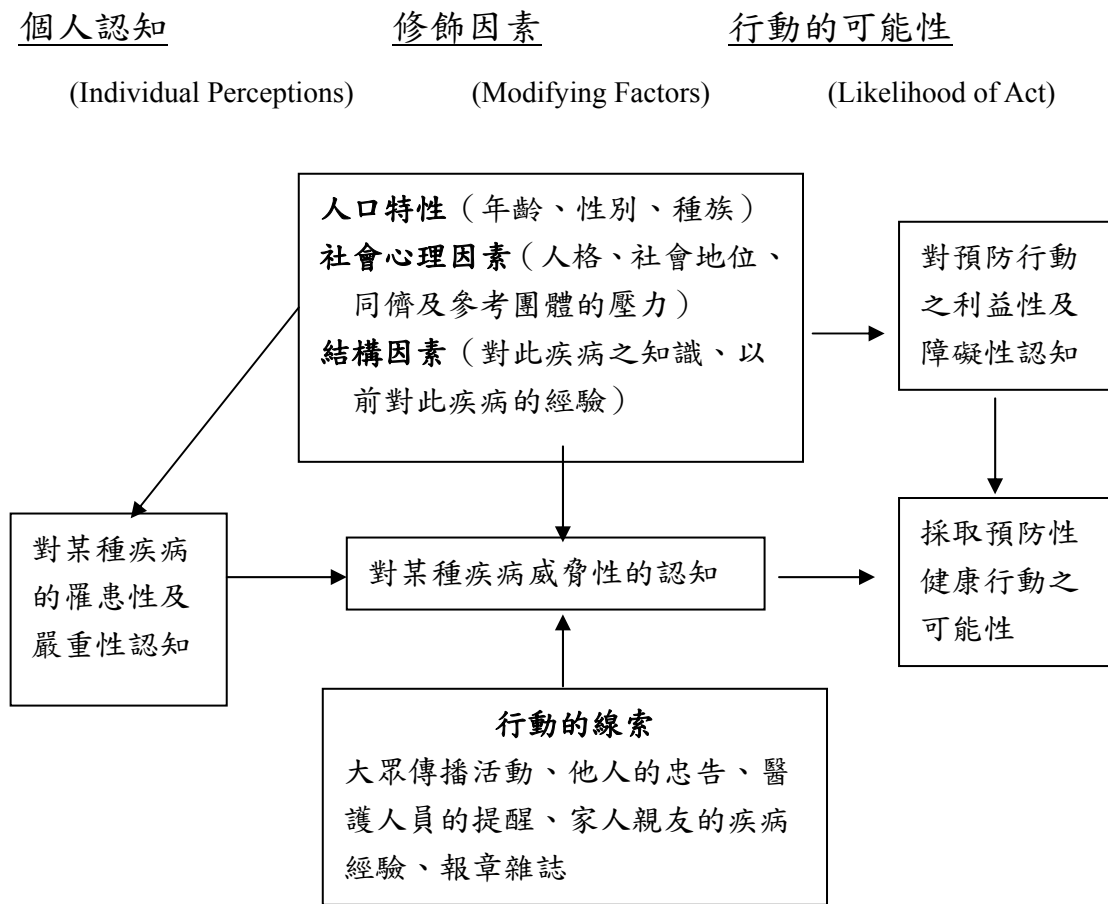 個人認知 修飾因素 行動的可能性
(Individual Perceptions) (Modifying Factors) (Likelihood of Act)
人口特性（年齡、性別、種族）
社會心理因素（人格、社會地位、
同儕及參考團體的壓力）
結構因素（對此疾病之知識、以
前對此疾病的經驗）
對預防行動
之利益性及
障礙性認知
對某種疾病
的罹患性及
嚴重性認知
對某種疾病威脅性的認知
採取預防性
健康行動之
可能性
行動的線索
大眾傳播活動、他人的忠告、醫
護人員的提醒、家人親友的疾病
經驗、報章雜誌